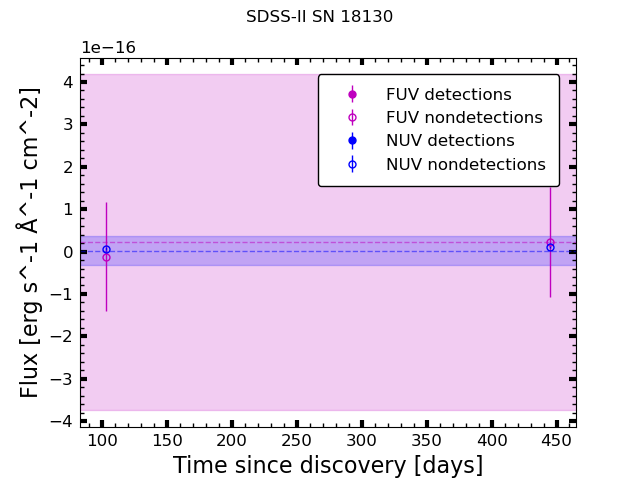 SDSS-II SN 18130
1e−16
FUV detections
FUV nondetections
NUV detections
NUV nondetections
4
3
2
1
0
−1
−2
−3
−4
Flux [erg s^-1 Å^-1 cm^-2]
100 150 200 250 300 350 400 450
Time since discovery [days]